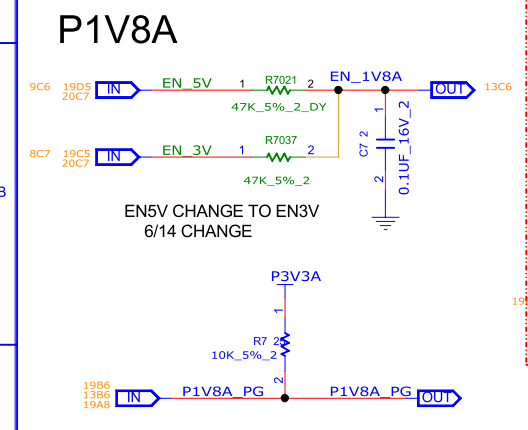 P1V8A
9C6 19D5 20C7 IN EN_5V 1 R7021 2 EN_1V8A OUT 13C6
47K_5%_2_DY
8C7 19C5 20C7 IN EN_3V 1 R7037 2
47K_5%_2
1 C7 2 2 0.1UF_16V_2
EN5V CHANGE TO EN3V
6/14 CHANGE
P3V3A
1
10K_5%_2
2
19B6
13B6
19A8
IN P1V8A_PG P1V8A_PG OUT
19